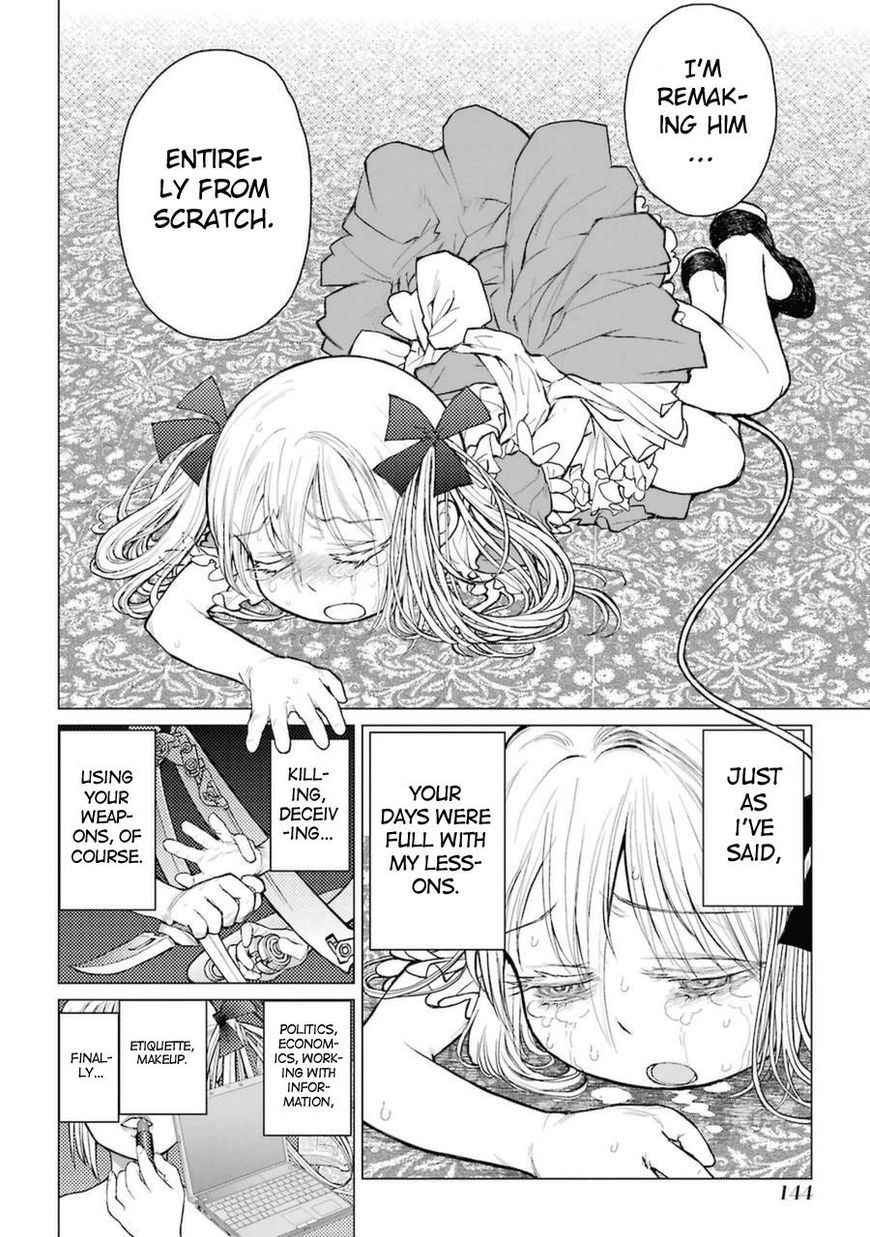 I'M
REMAK-
ING HIM
...
ENTIRE-
LY FROM
SCRATCH.
JUST
AS
I'VE
SAID,
YOUR
DAYS WERE
FULL WITH
MY LESS-
ONS.
KILL-
ING,
DECEIV
-ING...
USING
YOUR
WEAP-
ONS, OF
COURSE.
POLITICS,
ECONOM-
ICS, WORK-
ING WITH
INFOR-
MATION,
ETIQUETTE,
MAKEUP.
FINAL-
LY...
144